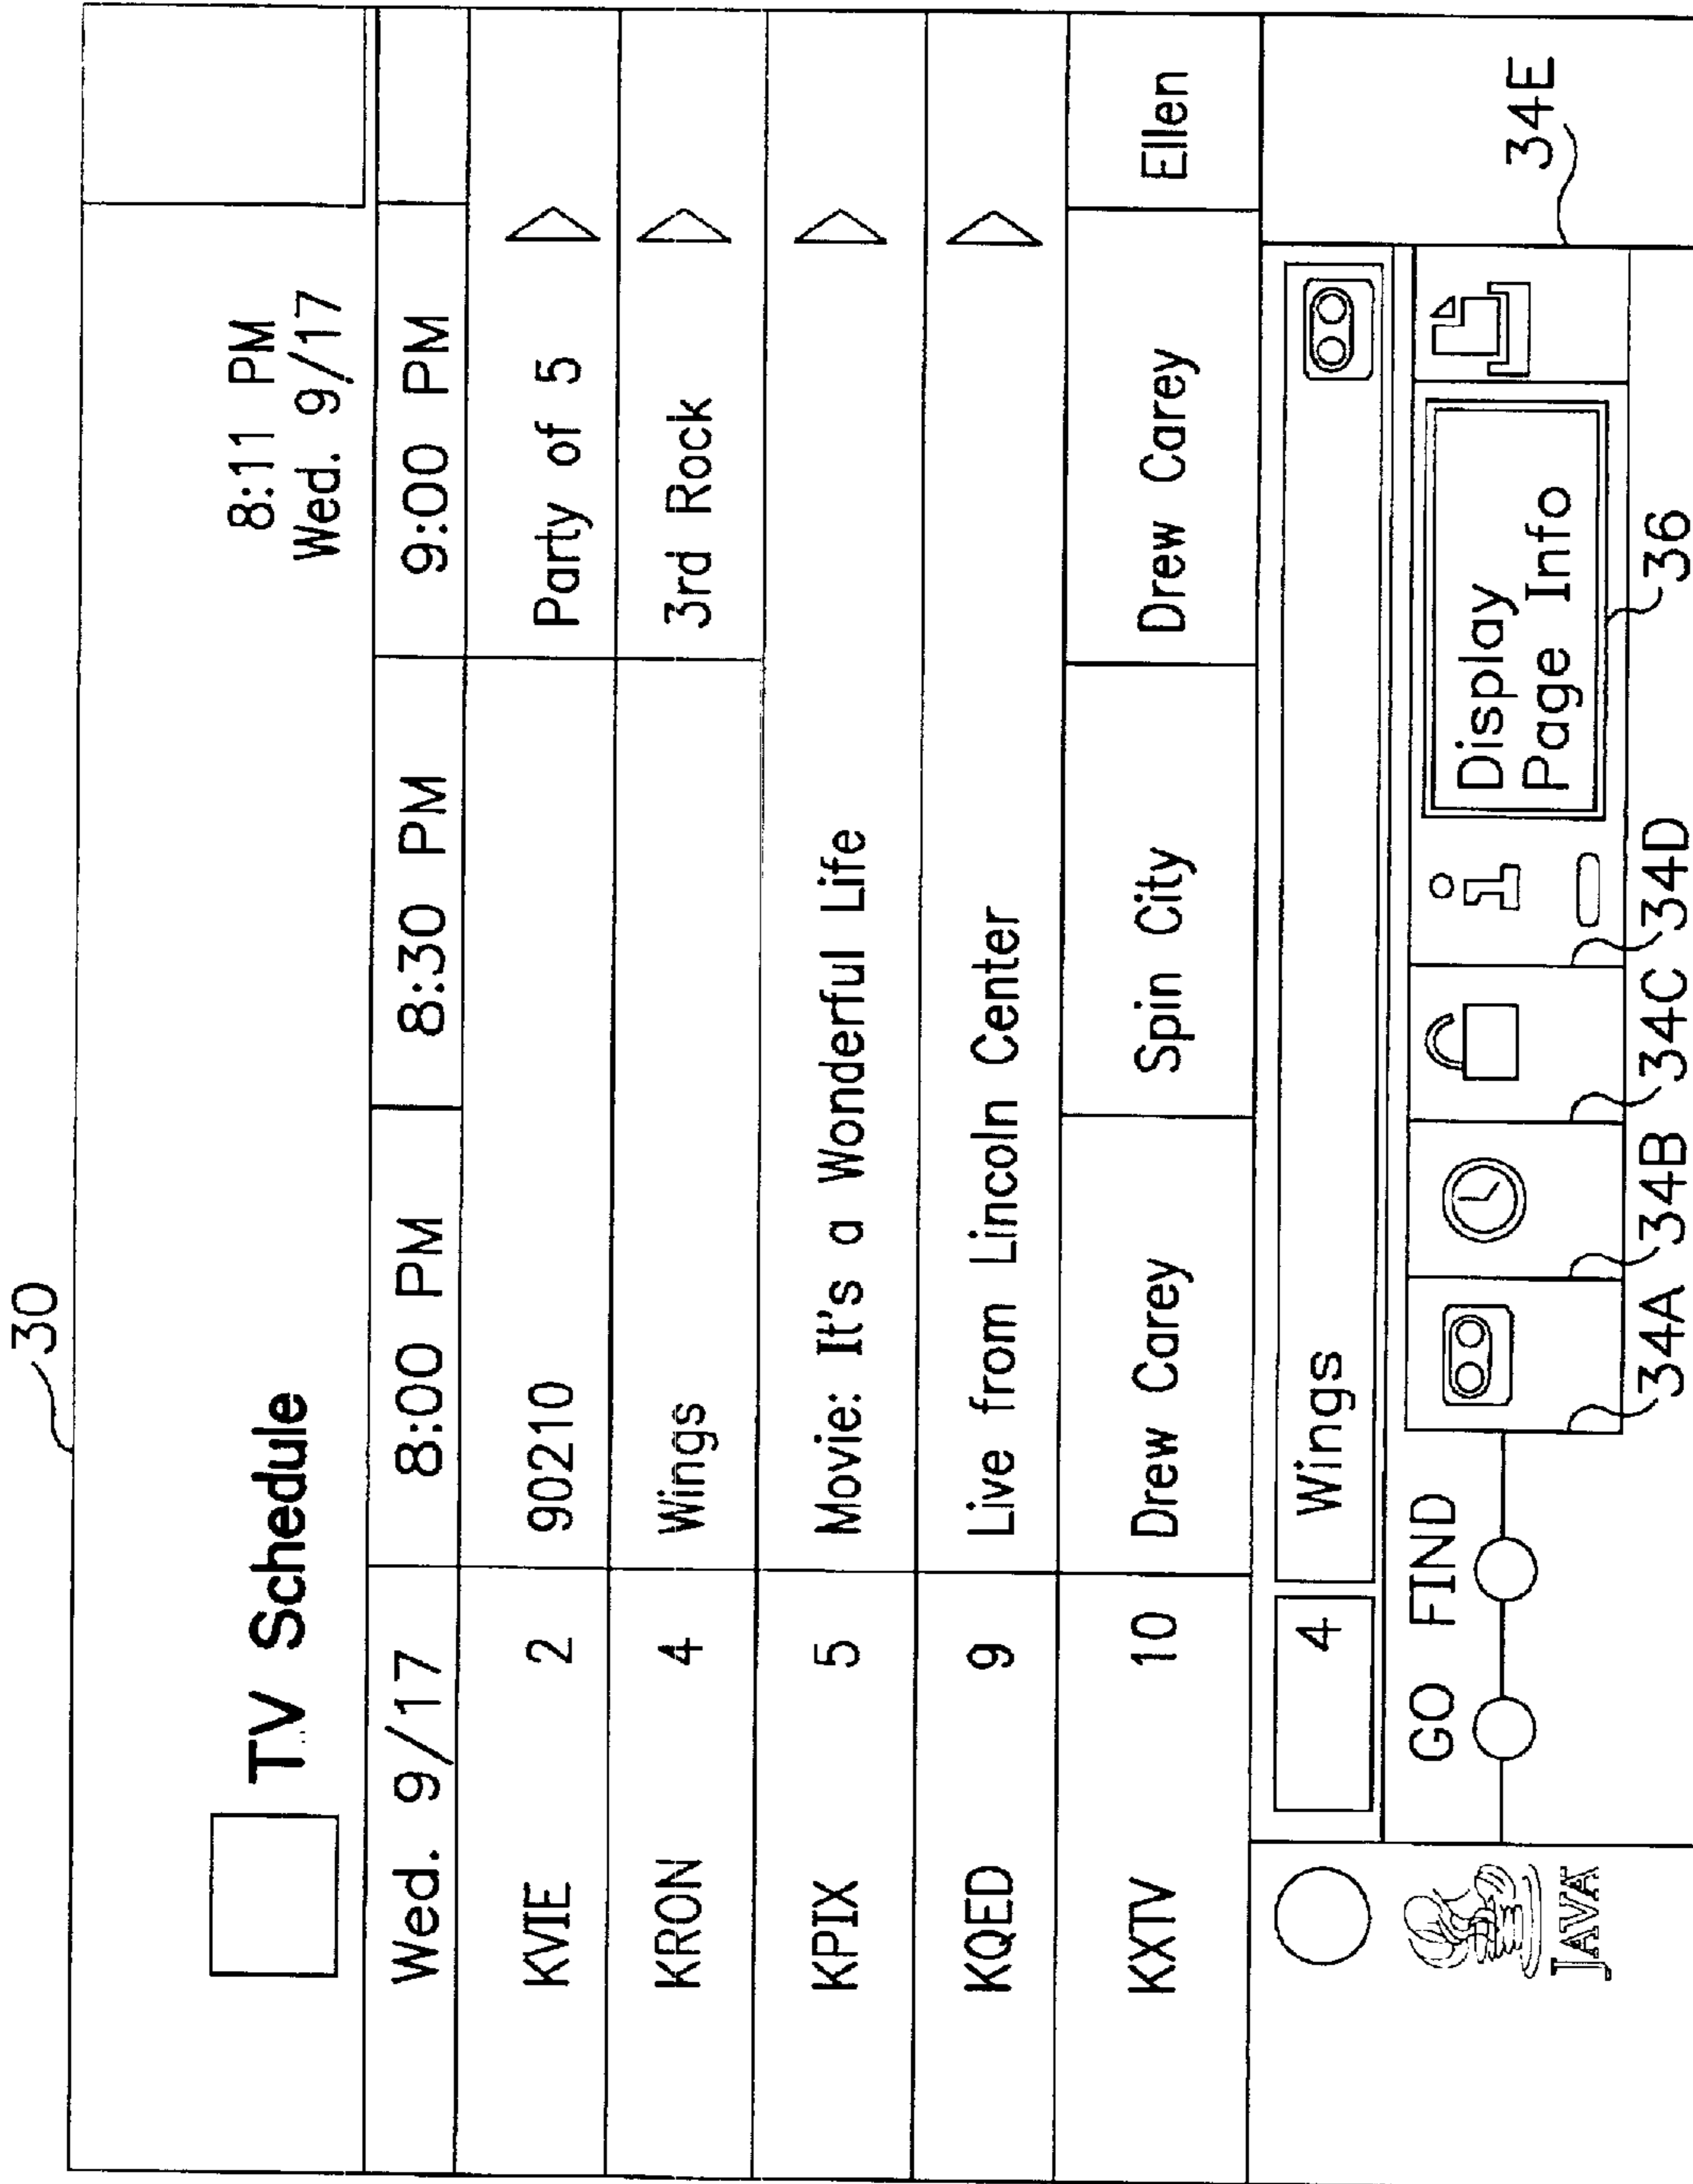 30
TV Schedule
8:11 PM
Wed. 9/17
Wed. 9/17 8:00 PM 8:30 PM 9:00 PM
KVIE 2 90210 Party of 5
KRON 4 Wings 3rd Rock
KPIX 5 Movie: It's a Wonderful Life
KQED 9 Live from Lincoln Center
KXTV 10 Drew Carey Spin City Drew Carey Ellen
4 Wings
GO FIND
Display
Page Info
JAVA
34A 34B 34C 34D 36 34E